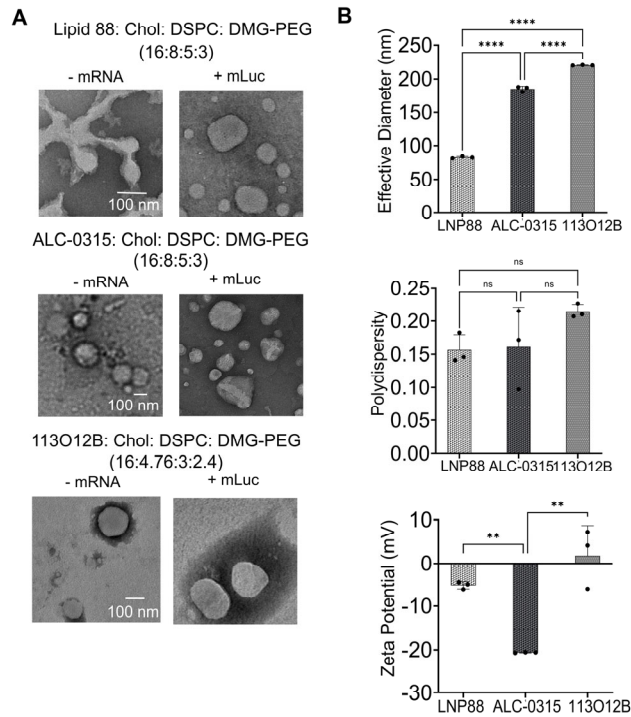 A
Lipid 88: Chol: DSPC: DMG-PEG
(16:8:5:3)
- mRNA
+ mLuc
100 nm
ALC-0315: Chol: DSPC: DMG-PEG
(16:8:5:3)
- mRNA
+ mLuc
100 nm
113O12B: Chol: DSPC: DMG-PEG
(16:4.76:3:2.4)
- mRNA
+ mLuc
100 nm
B
Effective Diameter (nm)
250
200
150
100
50
0
****
**** ****
LNP88 ALC-0315 113O12B
Polycdispersity
0.25
0.20
0.15
0.10
0.05
0.00
ns
ns ns
LNP88 ALC-0315 113O12B
Zeta Potential (mV)
10
0
-10
-20
-30
**
**
LNP88 ALC-0315 113O12B